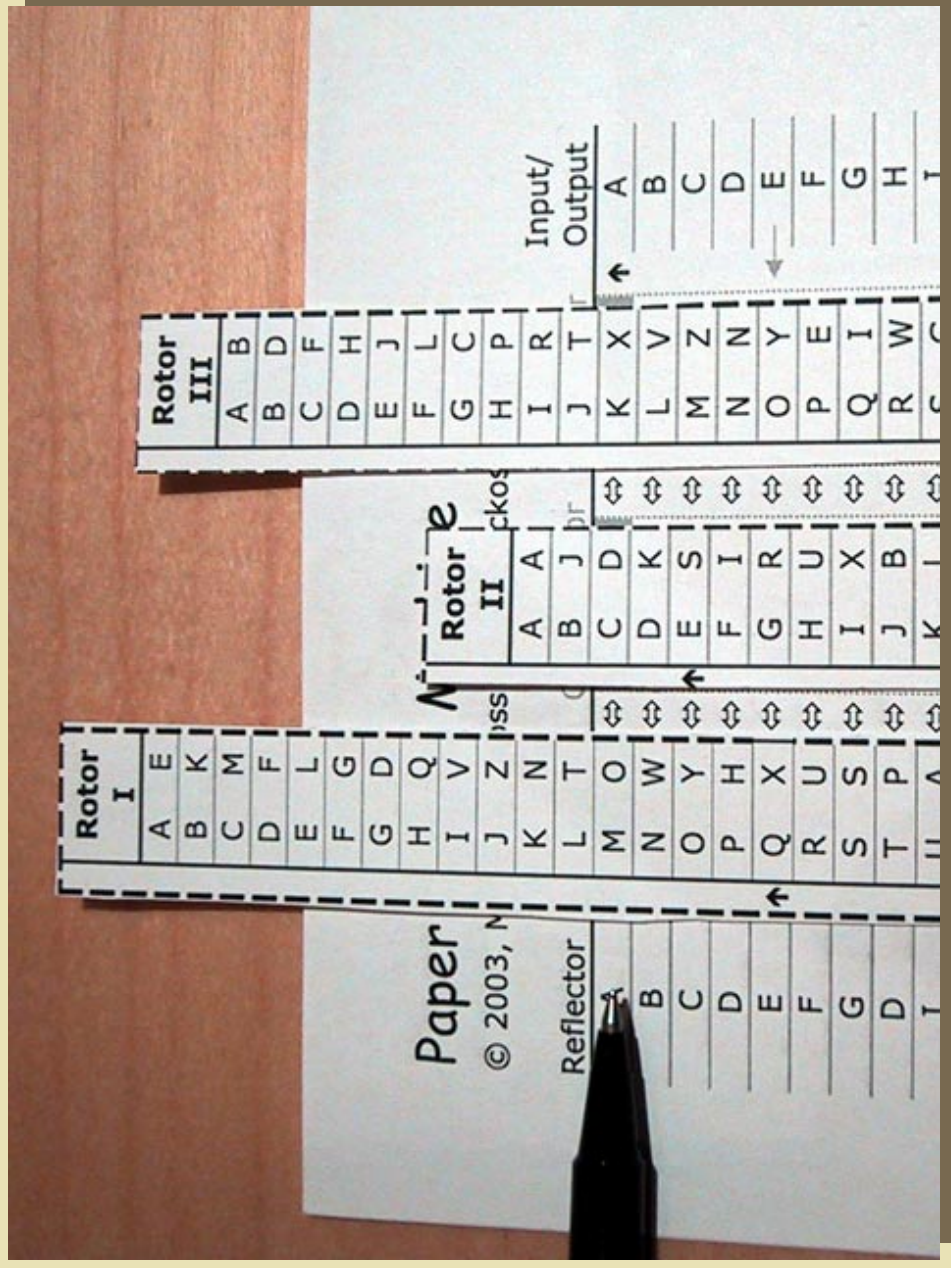 Paper
© 2003,
Reflector
A
B
C
D
E
F
G
D
Rotor
I
A E
B K
C M
D F
E L
F G
G D
H Q
I V
J Z
K N
L T
M O
N W
O Y
P H
Q X
R U
S S
T P
U A
Rotor
II
A A
B J
C D
D K
E S
F I
G R
H U
I X
J B
K L
Rotor
III
A B
B D
C F
D H
E J
F L
G C
H P
I R
J T
K X
L V
M Z
N N
O Y
P E
Q I
R W
S G
Input/
Output
A
B
C
D
E
F
G
H
I